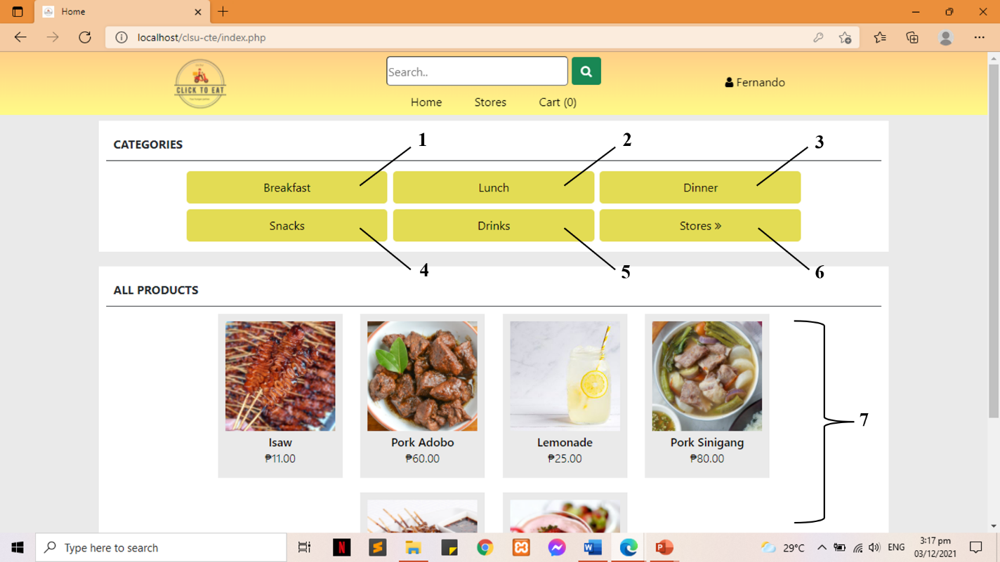 Home
localhost/clsu-cte/index.php
CLICK TO EAT
Search..
Fernando
Home Stores Cart (0)
CATEGORIES
1 2 3
Breakfast Lunch Dinner
Snacks Drinks Stores »
4 5 6
ALL PRODUCTS
Isaw Pork Adobo Lemonade Pork Sinigang
₱11.00 ₱60.00 ₱25.00 ₱80.00
7
Type here to search
29°C
ENG
3:17 pm
03/12/2021